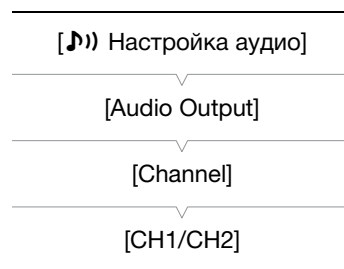 [♪)) Настройка аудио]
[Audio Output]
[Channel]
[CH1/CH2]